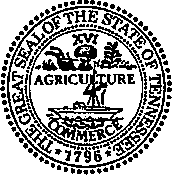 THE GREAT SEAL OF THE STATE OF TENNESSEE
XVI
AGRICULTURE
COMMERCE
1796